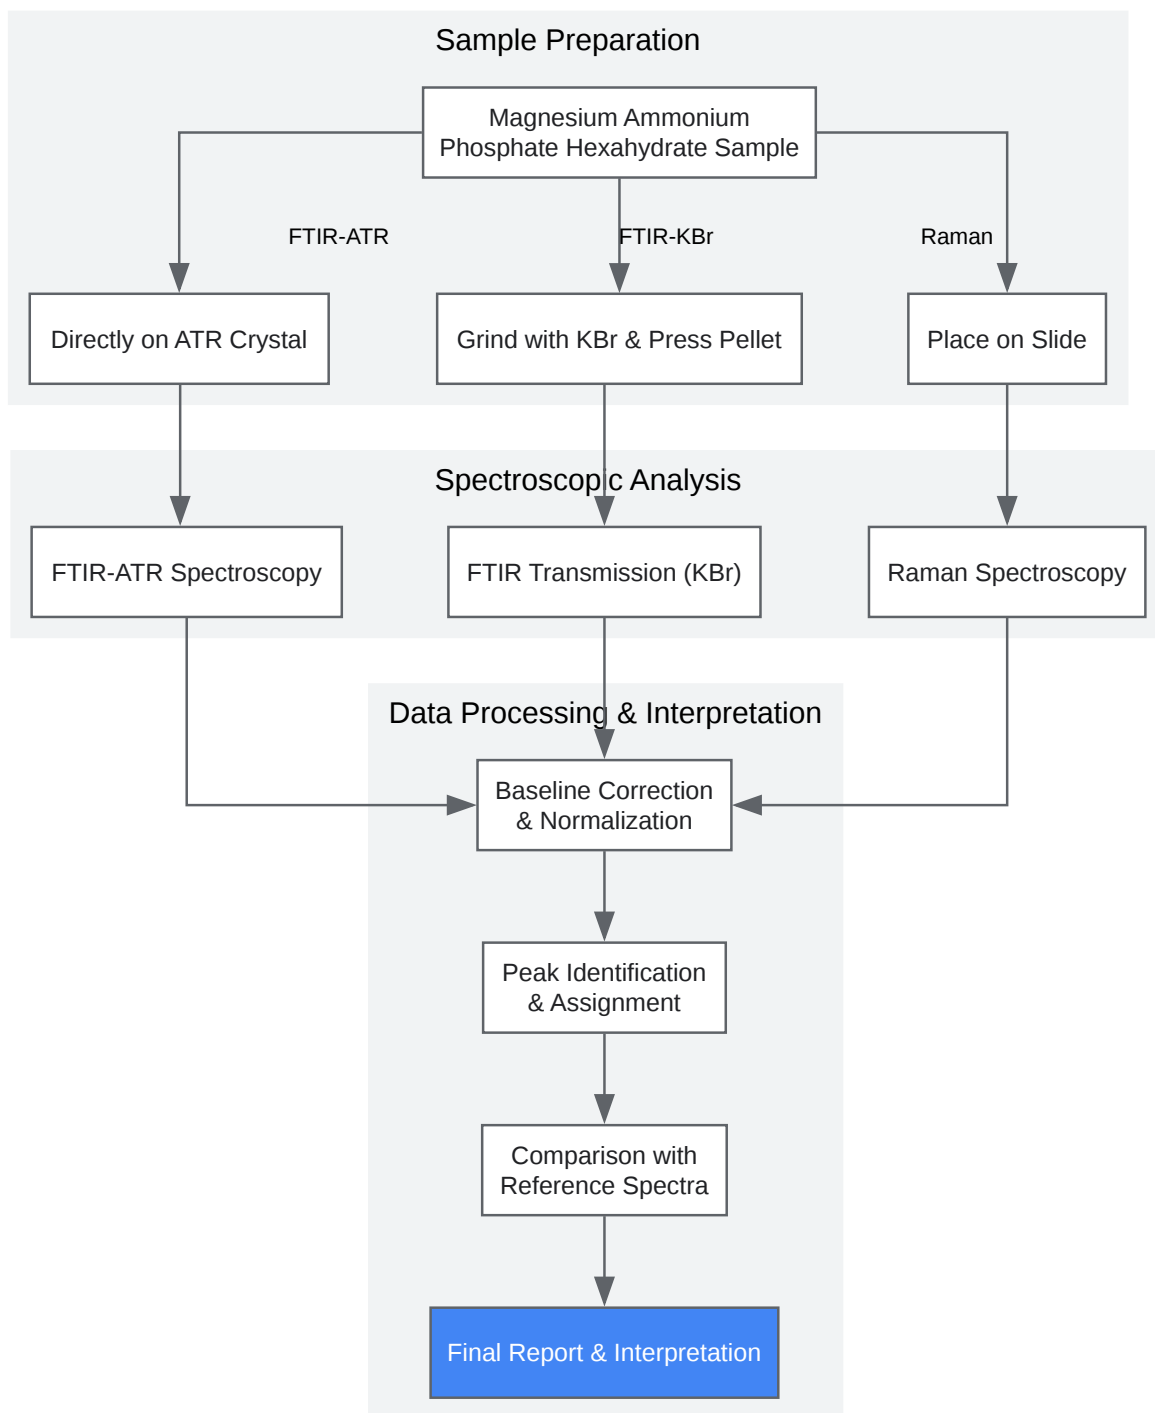 Sample Preparation
Magnesium Ammonium
Phosphate Hexahydrate Sample
FTIR-ATR
FTIR-KBr
Raman
Directly on ATR Crystal
Grind with KBr & Press Pellet
Place on Slide
Spectroscopic Analysis
FTIR-ATR Spectroscopy
FTIR Transmission (KBr)
Raman Spectroscopy
Data Processing & Interpretation
Baseline Correction
& Normalization
Peak Identification
& Assignment
Comparison with
Reference Spectra
Final Report & Interpretation